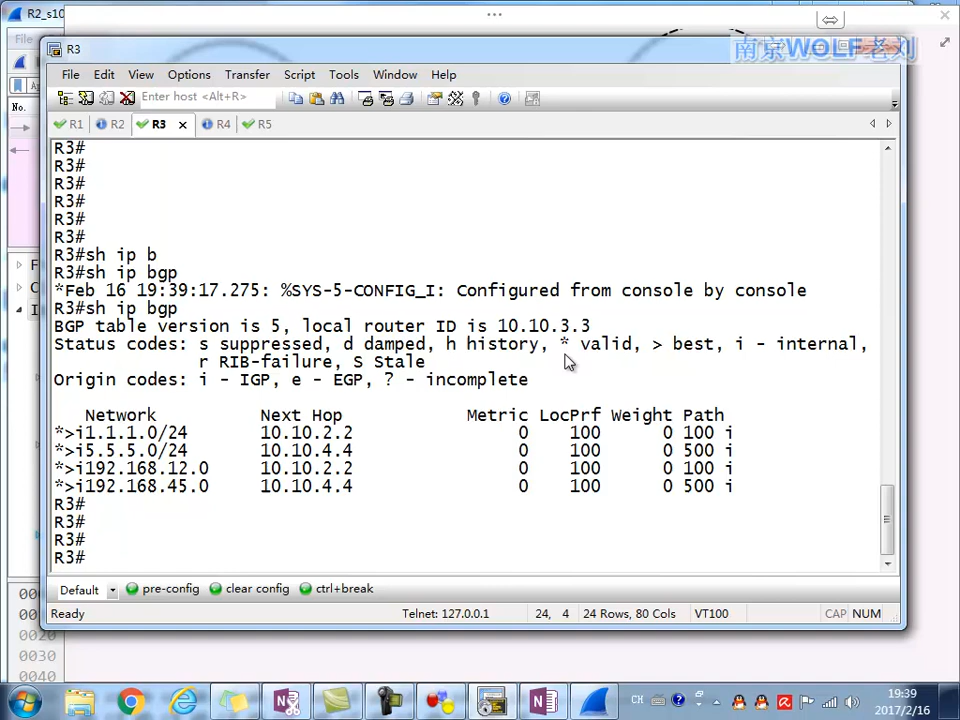 R2_s10
File
No.
南京WOLF老刘
R3
File Edit View Options Transfer Script Tools Window Help
Enter host <Alt+R>
R1 R2 R3 R4 R5
R3#
R3#
R3#
R3#
R3#
R3#
R3#sh ip b
R3#sh ip bgp
*Feb 16 19:39:17.275: %SYS-5-CONFIG_I: Configured from console by console
R3#sh ip bgp
BGP table version is 5, local router ID is 10.10.3.3
Status codes: s suppressed, d damped, h history, * valid, > best, i - internal,
r RIB-failure, S Stale
Origin codes: i - IGP, e - EGP, ? - incomplete
Network Next Hop Metric LocPrf Weight Path
*>i1.1.1.0/24 10.10.2.2 0 100 0 100 i
*>i5.5.5.0/24 10.10.4.4 0 100 0 500 i
*>i192.168.12.0 10.10.2.2 0 100 0 100 i
*>i192.168.45.0 10.10.4.4 0 100 0 500 i
R3#
R3#
R3#
R3#
Default pre-config clear config ctrl+break
Ready Telnet: 127.0.0.1 24, 4 24 Rows, 80 Cols VT100 CAP NUM
0020
0030
0040
CH
19:39
2017/2/16